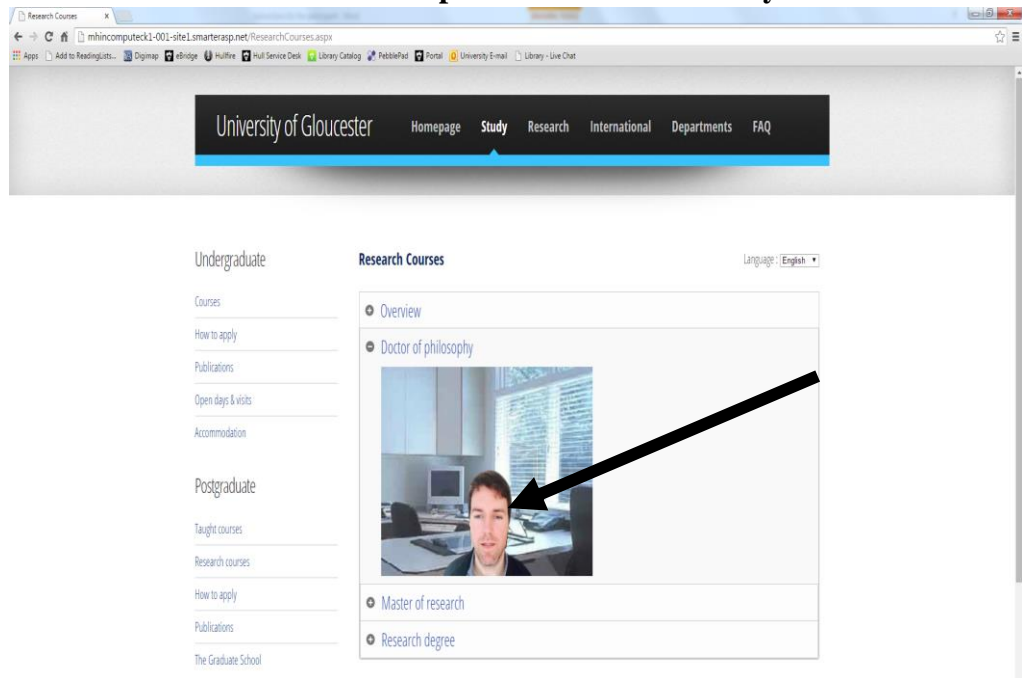 Research Courses
mhincomputeck1-001-site1.smarterasp.net/ResearchCourses.aspx
Apps Add to ReadingLists... Digimap eBridge Hullfire Hull Service Desk Library Catalog PebblePad Portal University E-mail Library - Live Chat
University of Gloucester Homepage Study Research International Departments FAQ
Undergraduate
Courses
How to apply
Publications
Open days & visits
Accommodation
Postgraduate
Taught courses
Research courses
How to apply
Publications
The Graduate School
Research Courses
Language : English
Overview
Doctor of philosophy
Master of research
Research degree